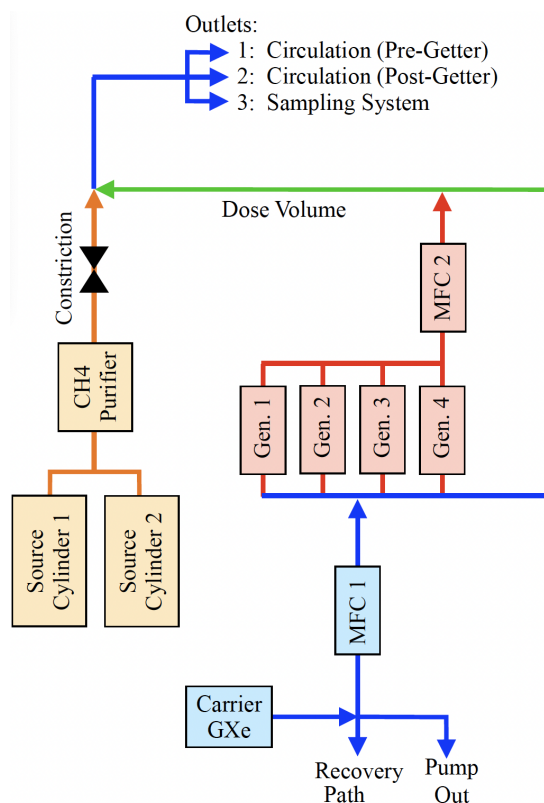 Outlets:
1: Circulation (Pre-Getter)
2: Circulation (Post-Getter)
3: Sampling System
Dose Volume
Constriction
MFC 2
CH4
Purifier
Gen. 1
Gen. 2
Gen. 3
Gen. 4
Source
Cylinder 1
Source
Cylinder 2
MFC 1
Carrier
GXe
Recovery
Path
Pump
Out